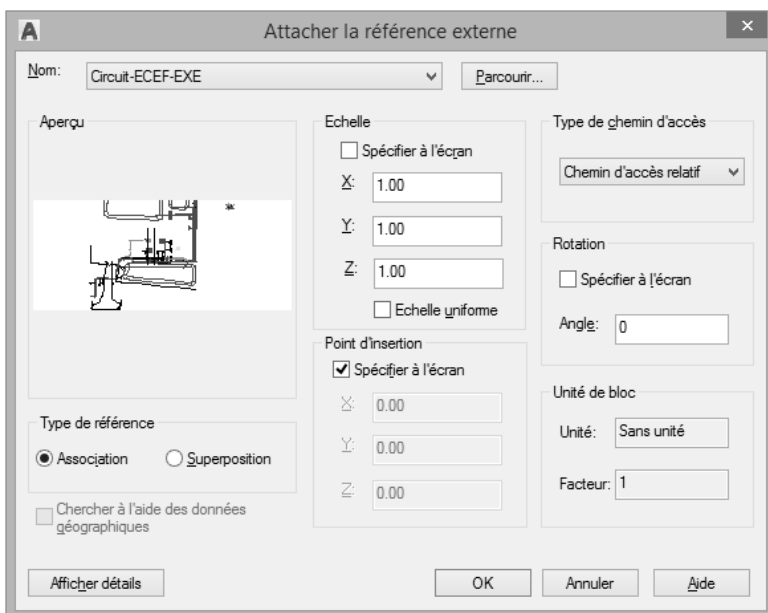 A
Attacher la référence externe
Nom:
Circuit-ECEF-EXE
Parcourir...
Aperçu
Type de référence
Association
Superposition
Chercher à l'aide des données
géographiques
Echelle
Spécifier à l'écran
X: 1.00
Y: 1.00
Z: 1.00
Echelle uniforme
Point d'insertion
Spécifier à l'écran
X: 0.00
Y: 0.00
Z: 0.00
Type de chemin d'accès
Chemin d'accès relatif
Rotation
Spécifier à l'écran
Angle: 0
Unité de bloc
Unité: Sans unité
Facteur: 1
Afficher détails
OK
Annuler
Aide